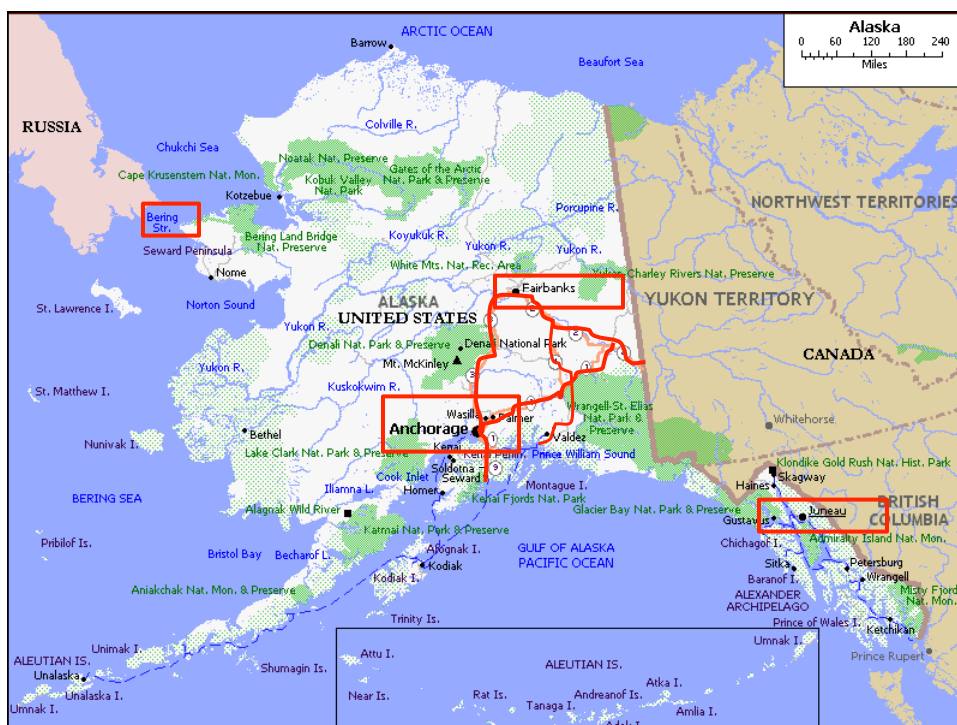 ARCTIC OCEAN
Alaska
0 60 120 180 240
Miles
Barrow
Beaufort Sea
RUSSIA
Colville R.
Chukchi Sea
Noatak Nat. Preserve
Cape Krusenstern Nat. Mon.
Gates of the Arctic
Nat. Park & Preserve
Kobuk Valley
Nat. Park
Kotzebue
NORTHWEST TERRITORIES
Porcupine R.
Bering
Str.
Bering Land Bridge
Nat. Preserve
Koyukuk R.
Yukon R.
Yukon R.
Seward Peninsula
White Mts. Nat. Rec. Area
Nome
Yukon Charley Rivers Nat. Preserve
Fairbanks
St. Lawrence I.
Norton Sound
ALASKA
UNITED STATES
YUKON TERRITORY
Yukon R.
2
Denali Nat. Park & Preserve
Denali National Park
CANADA
Mt. McKinley
Yukon R.
3
1
Kuskokwim R.
St. Matthew I.
Wrangell-St. Elias
Nat. Park
&
Preserve
Wasilla
Palmer
Whitehorse
Anchorage
1
Nunivak I.
Bethel
Valdez
Lake Clark Nat. Park & Preserve
Kenai
Kenai Penin.
Prince William Sound
Soldotna
9
Klondike Gold Rush Nat. Hist. Park
Skagway
Cook Inlet
Seward
Haines
Iliamna L.
Homer
Montague I.
BERING SEA
Kenai Fjords Nat. Park
Alagnak Wild River
Glacier Bay Nat. Park & Preserve
Juneau
BRITISH
COLUMBIA
Gustavus
Katmai Nat. Park & Preserve
Admiralty Island Nat. Mon.
Pribilof Is.
Bristol Bay
Becharof L.
Afognak I.
GULF OF ALASKA
PACIFIC OCEAN
Chichagof I.
Kodiak
Sitka
Petersburg
Kodiak I.
Baranof I.
Wrangell
Aniakchak Nat. Mon. & Preserve
ALEXANDER
ARCHIPELAGO
Misty Fjords
Nat. Mon.
Trinity Is.
Prince of Wales I.
Ketchikan
Unimak I.
Umnak I.
ALEUTIAN IS.
Attu I.
Shumagin Is.
ALEUTIAN IS.
Prince Rupert
Unalaska
Unalaska I.
Near Is.
Rat Is.
Andreanof Is.
Atka I.
Umnak I.
Tanaga I.
Amlia I.